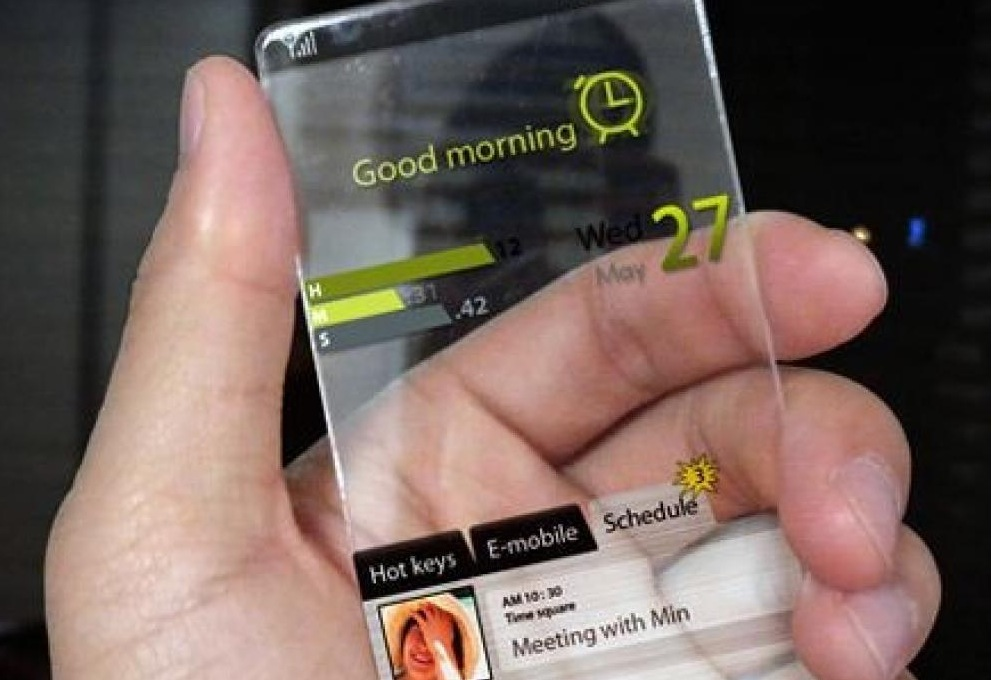 Good morning
Wed 27
May
H 12
M 31
S .42
Hot keys
E-mobile
Schedule
3
AM 10:30
Time square
Meeting with Min